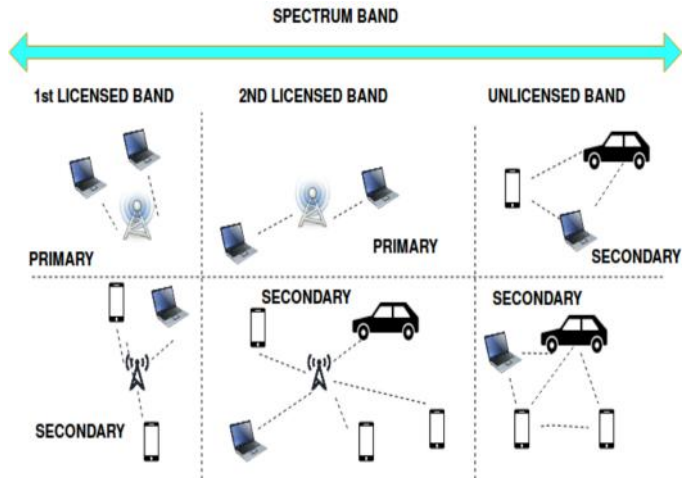 SPECTRUM BAND
1st LICENSED BAND
2ND LICENSED BAND
UNLICENSED BAND
PRIMARY
PRIMARY
SECONDARY
SECONDARY
SECONDARY
SECONDARY